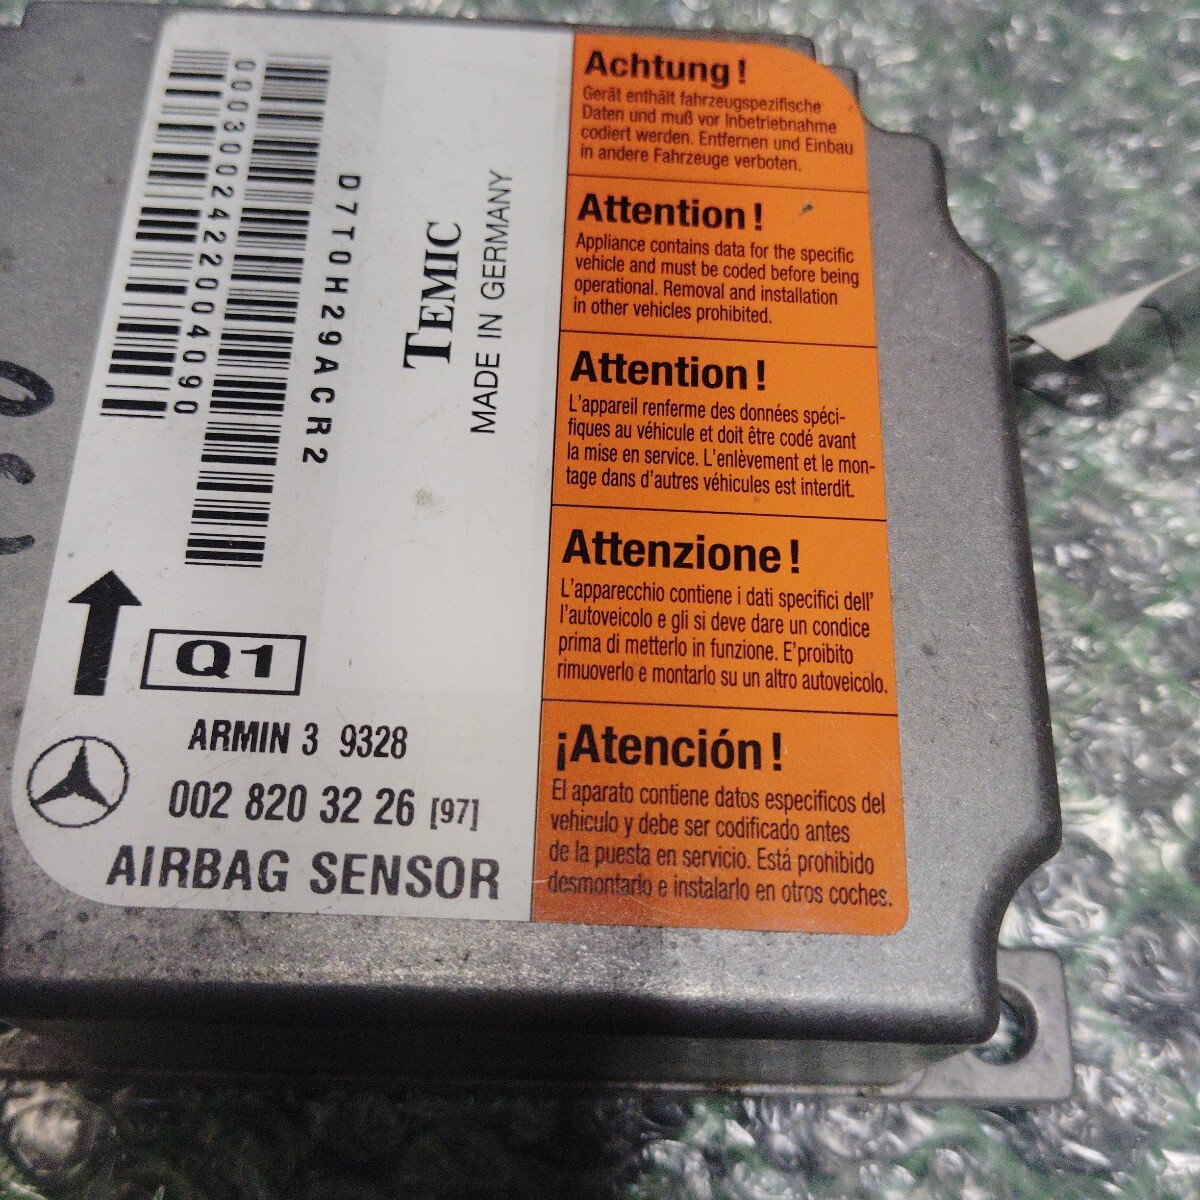 0003002422004090
D7T0H29ACR2
TEMIC
MADE IN GERMANY
Q1
ARMIN 3 9328
002 820 32 26 [97]
AIRBAG SENSOR
Achtung!
Gerät enthält fahrzeugspezifische
Daten und muß vor Inbetriebnahme
codiert werden. Entfernen und Einbau
in andere Fahrzeuge verboten.
Attention!
Appliance contains data for the specific
vehicle and must be coded before being
operational. Removal and installation
in other vehicles prohibited.
Attention!
L'appareil renferme des données spéci-
fiques au véhicule et doit être codé avant
la mise en service. L'enlèvement et le mon-
tage dans d'autres véhicules est interdit.
Attenzione!
L'apparecchio contiene i dati specifici dell'
l'autoveicolo e gli si deve dare un condice
prima di metterlo in funzione. E'proibito
rimuoverlo e montarlo su un altro autoveicolo.
¡Atención!
El aparato contiene datos especificos del
vehiculo y debe ser codificado antes
de la puesta en servicio. Está prohibido
desmontarlo e instalarlo en otros coches.